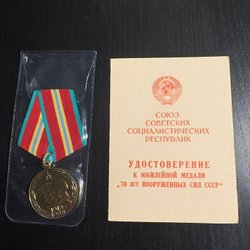 СОЮЗ
СОВЕТСКИХ
СОЦИАЛИСТИЧЕСКИХ
РЕСПУБЛИК
УДОСТОВЕРЕНИЕ
К ЮБИЛЕЙНОЙ МЕДАЛИ
„70 ЛЕТ ВООРУЖЕННЫХ СИЛ СССР"